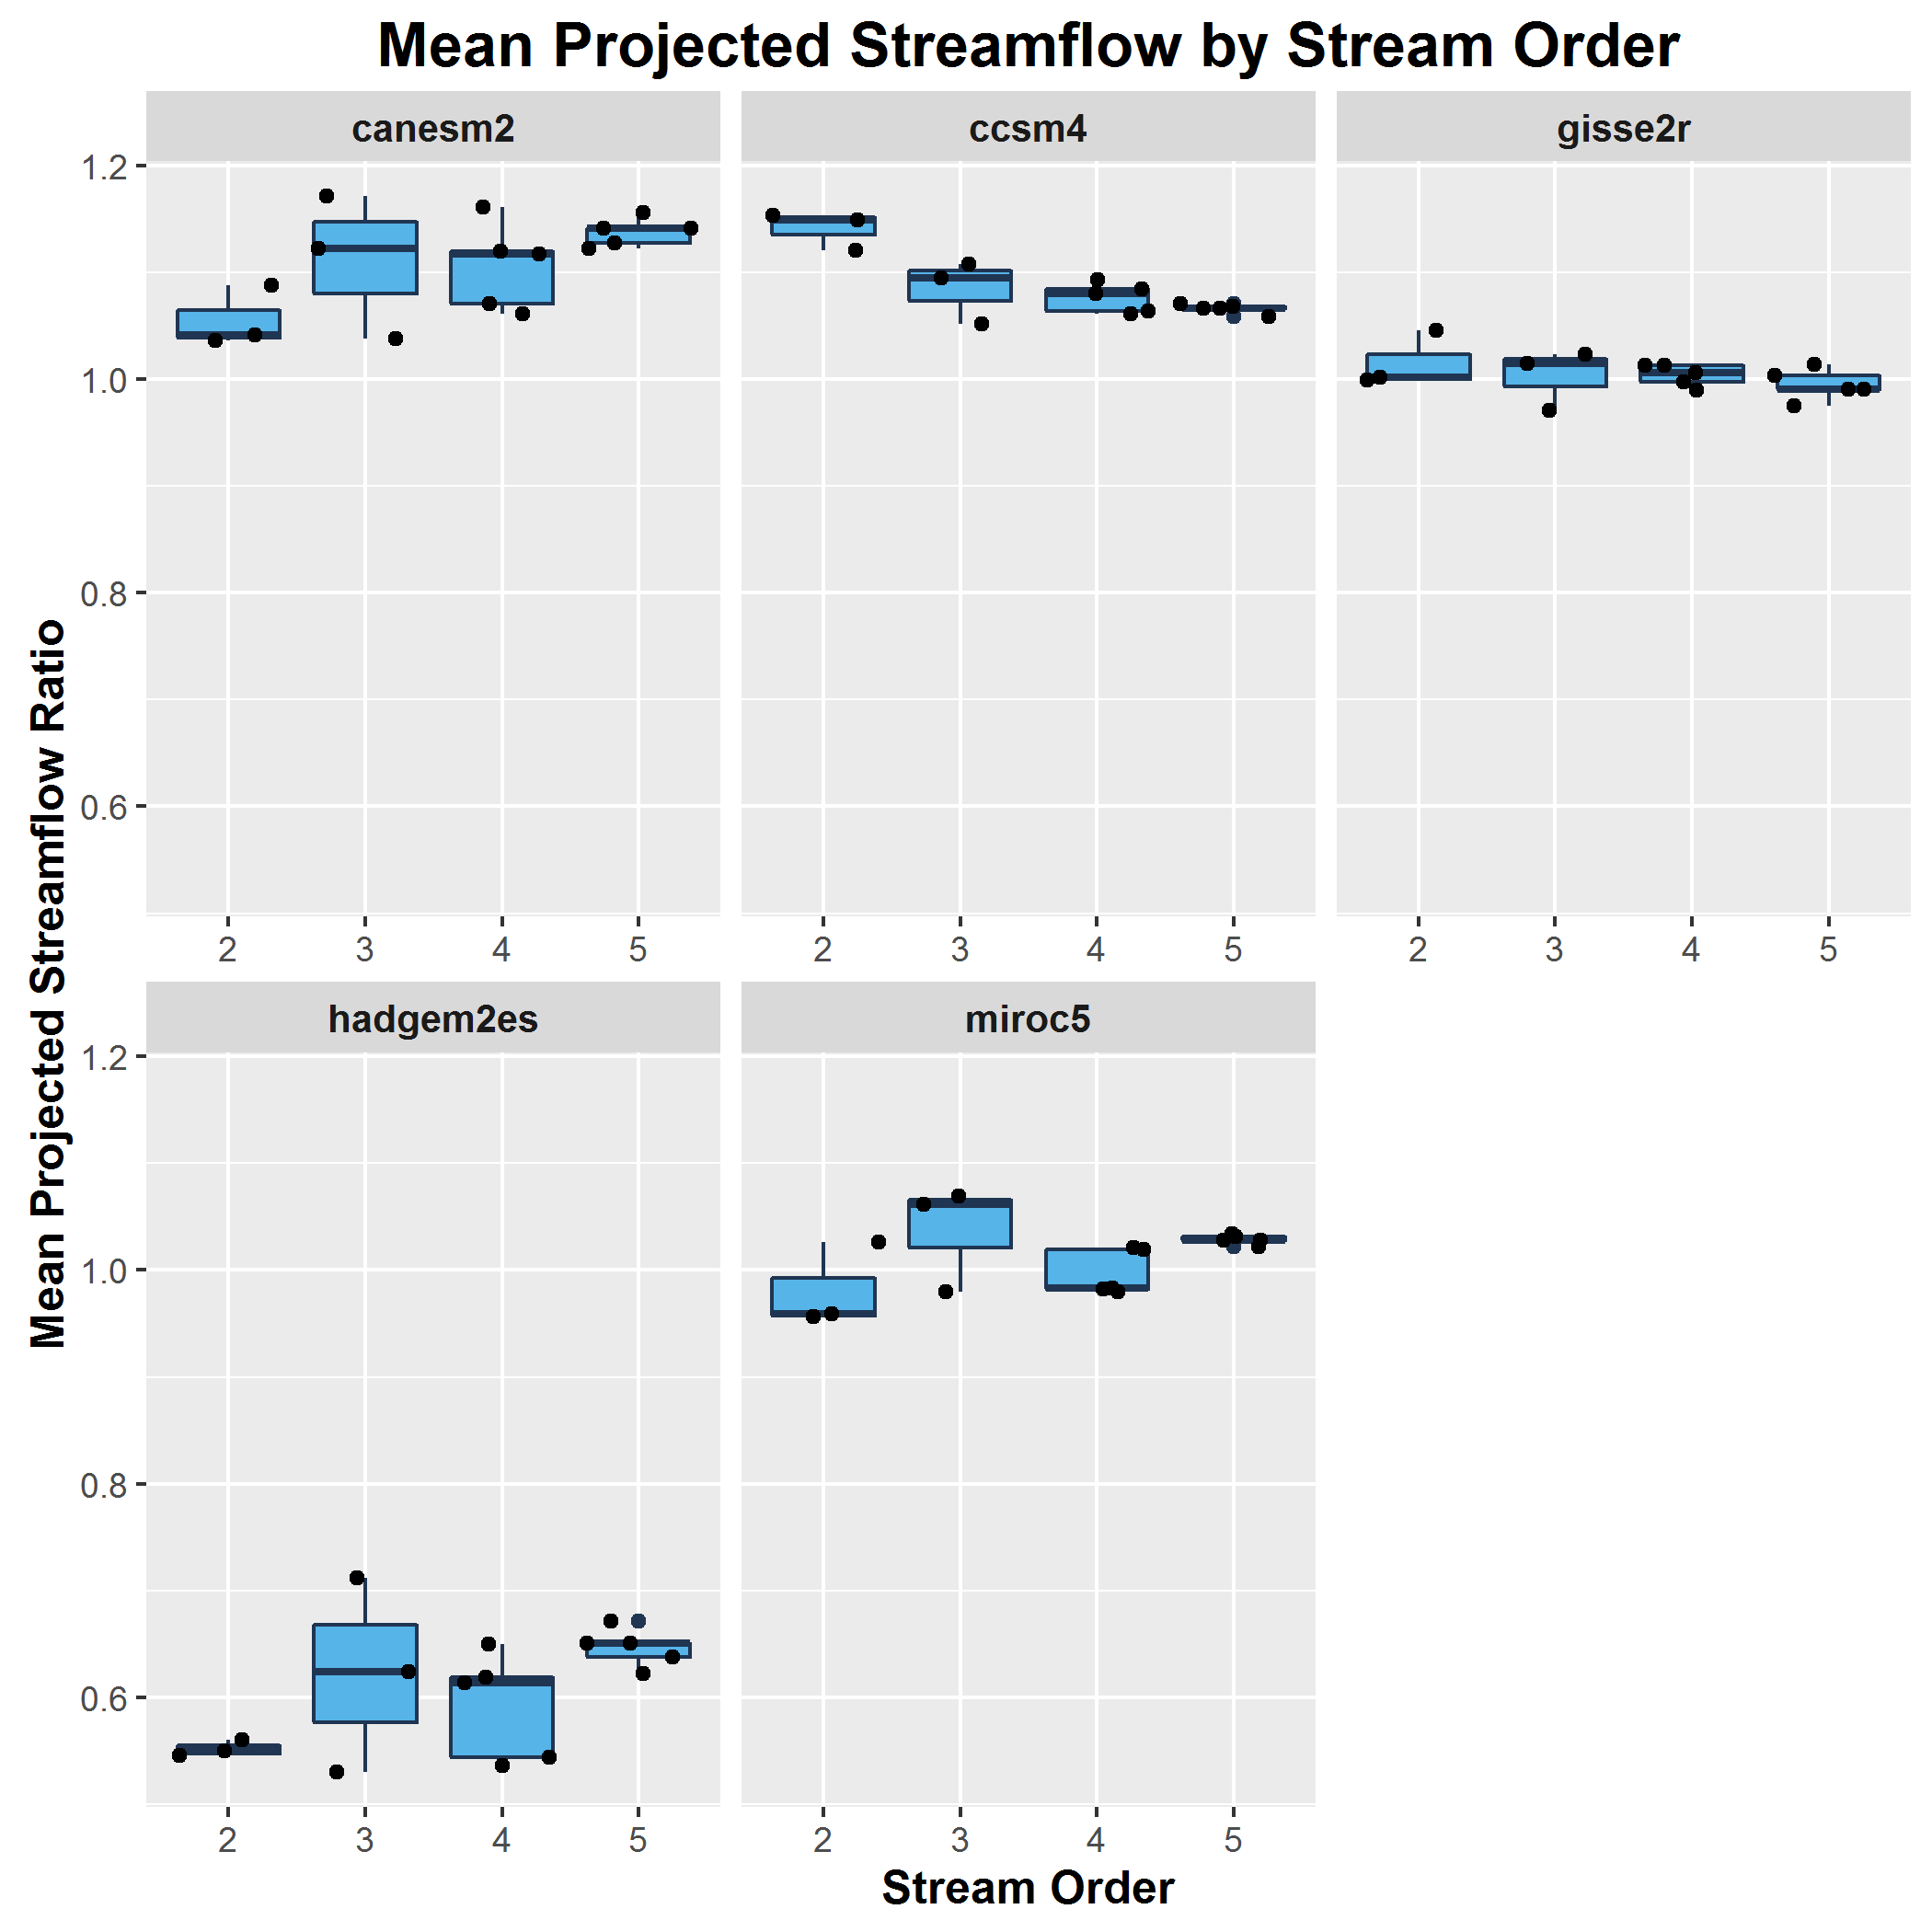 Mean Projected Streamflow by Stream Order
canesm2
ccsm4
gisse2r
1.2
1.0
0.8
0.6
2 3 4 5
2 3 4 5
2 3 4 5
Mean Projected Streamflow Ratio
hadgem2es
miroc5
1.2
1.0
0.8
0.6
2 3 4 5
2 3 4 5
Stream Order